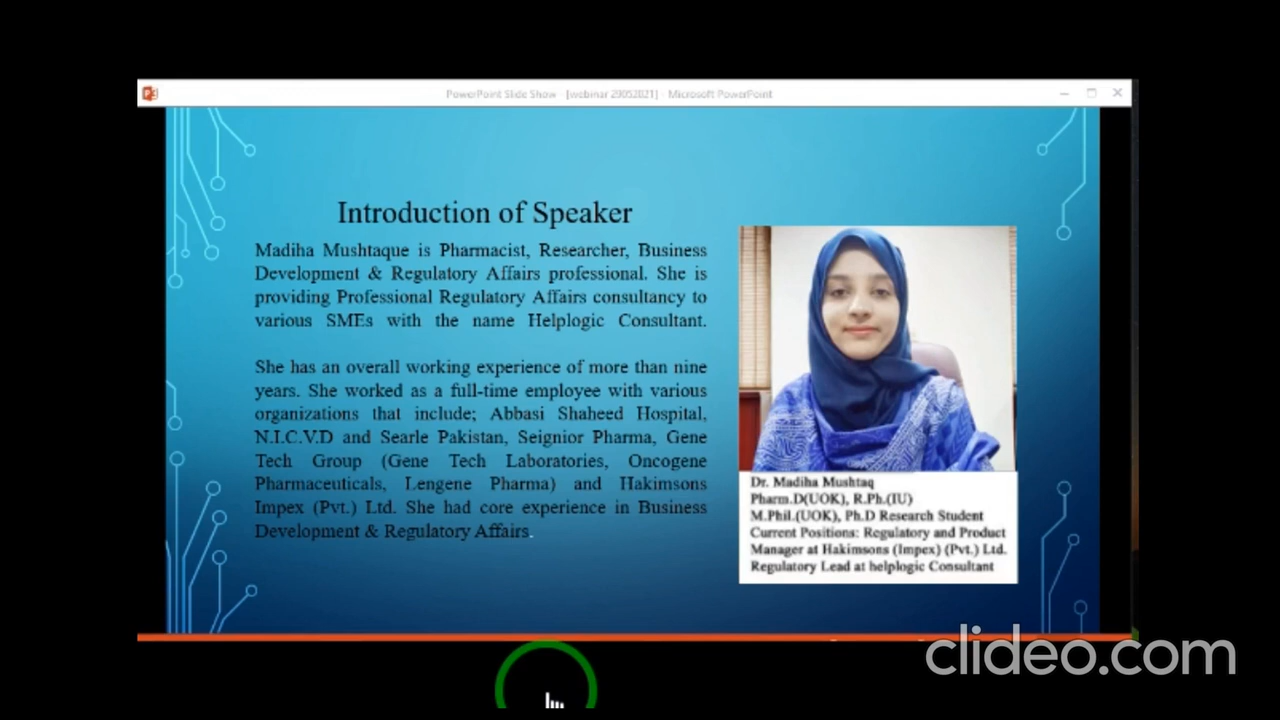 PowerPoint Slide Show - [webinar 29052021] - Microsoft PowerPoint
Introduction of Speaker
Madiha Mushtaque is Pharmacist, Researcher, Business
Development & Regulatory Affairs professional. She is
providing Professional Regulatory Affairs consultancy to
various SMEs with the name Helplogic Consultant.
She has an overall working experience of more than nine
years. She worked as a full-time employee with various
organizations that include; Abbasi Shaheed Hospital,
N.I.C.V.D and Searle Pakistan, Seignior Pharma, Gene
Tech Group (Gene Tech Laboratories, Oncogene
Pharmaceuticals, Lengene Pharma) and Hakimsons
Impex (Pvt.) Ltd. She had core experience in Business
Development & Regulatory Affairs.
Dr. Madiha Mushtaq
Pharm.D(UOK), R.Ph.(IU)
M.Phil.(UOK), Ph.D Research Student
Current Positions: Regulatory and Product
Manager at Hakimsons (Impex) (Pvt.) Ltd.
Regulatory Lead at helplogic Consultant
clideo.com